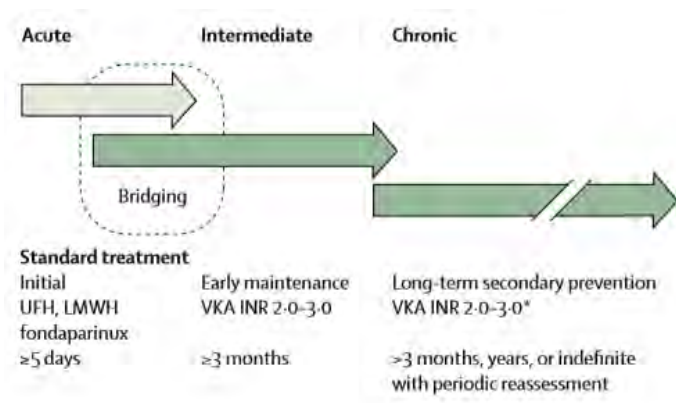 Acute Intermediate Chronic
Bridging
Standard treatment
Initial Early maintenance Long-term secondary prevention
UFH, LMWH VKA INR 2·0–3·0 VKA INR 2·0–3·0*
fondaparinux
≥5 days ≥3 months >3 months, years, or indefinite
with periodic reassessment